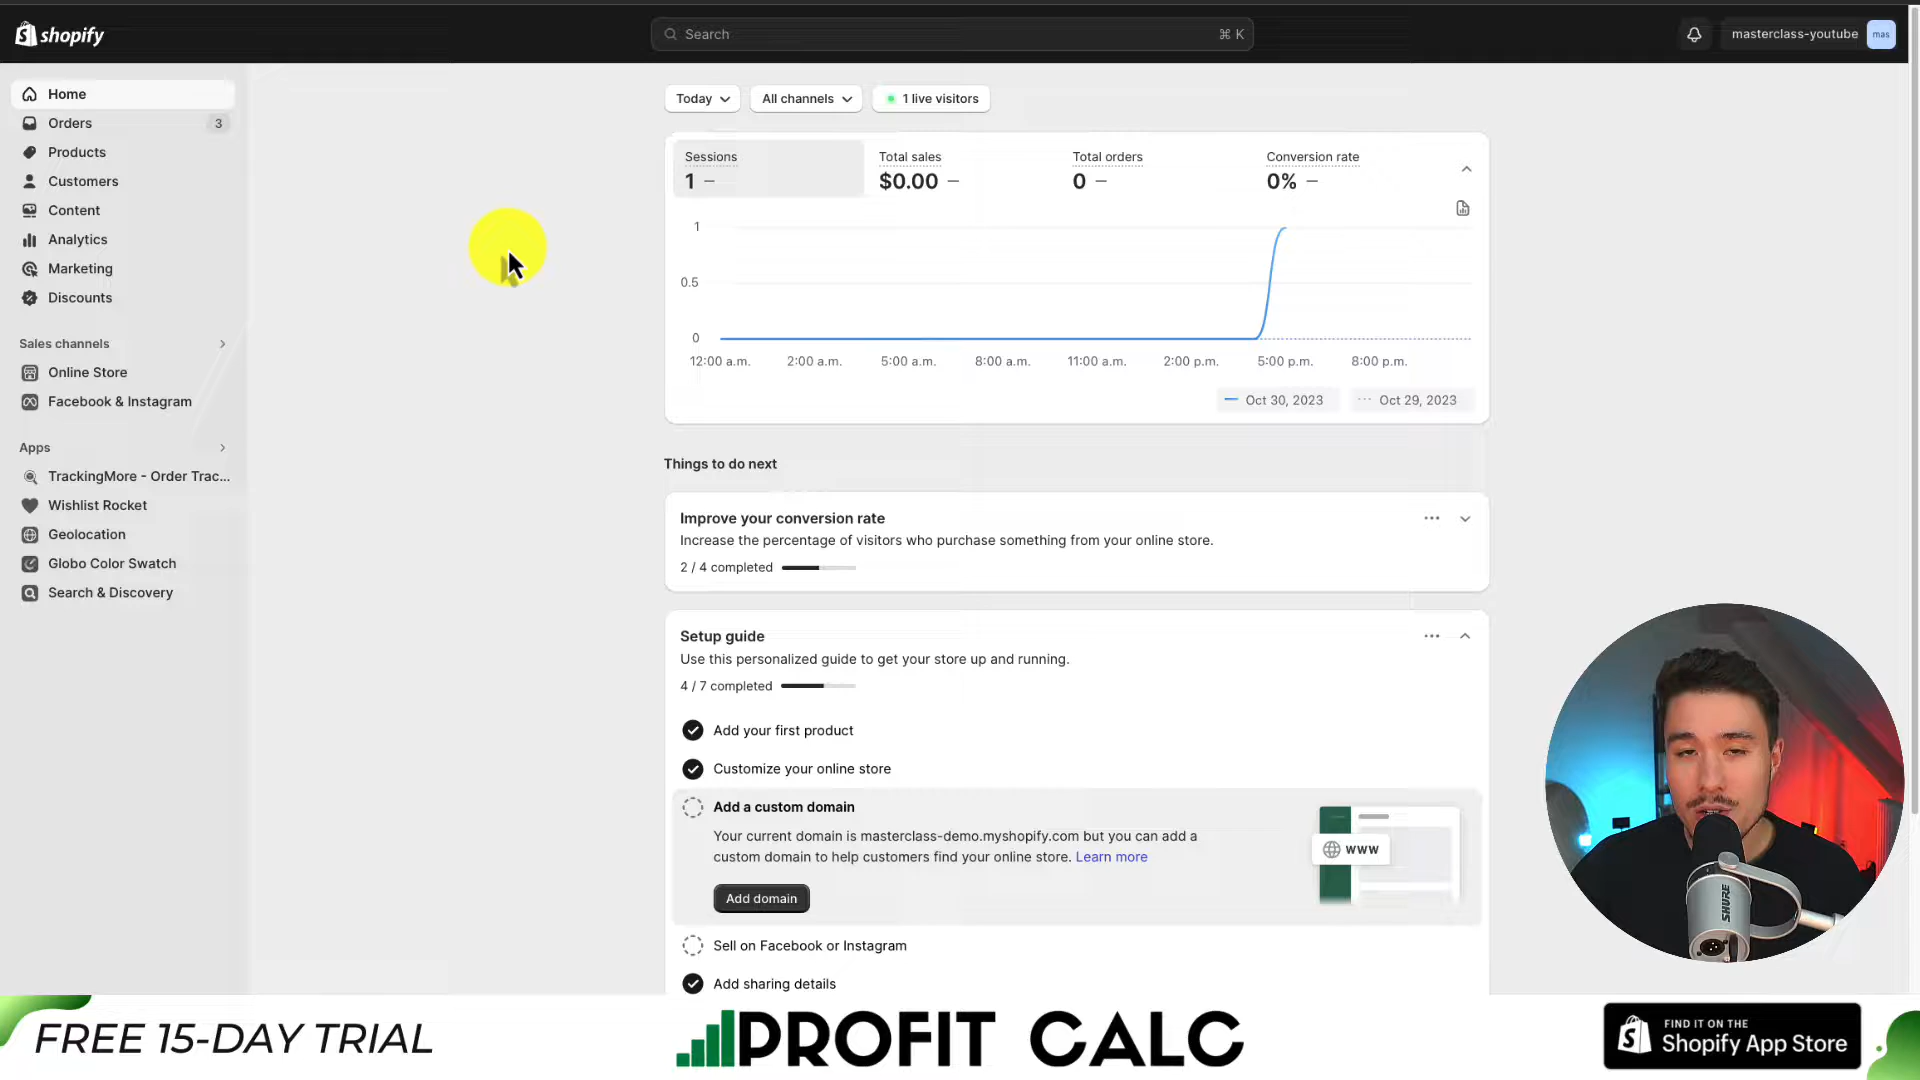 shopify
Search
⌘ K
masterclass-youtube
mas
Home
Orders
3
Products
Customers
Content
Analytics
Marketing
Discounts
Sales channels
Online Store
Facebook & Instagram
Apps
TrackingMore - Order Trac...
Wishlist Rocket
Geolocation
Globo Color Swatch
Search & Discovery
Today
All channels
1 live visitors
Sessions
1 –
Total sales
$0.00 –
Total orders
0 –
Conversion rate
0% –
1
0.5
0
12:00 a.m.
2:00 a.m.
5:00 a.m.
8:00 a.m.
11:00 a.m.
2:00 p.m.
5:00 p.m.
8:00 p.m.
Oct 30, 2023
Oct 29, 2023
Things to do next
Improve your conversion rate
Increase the percentage of visitors who purchase something from your online store.
2 / 4 completed
Setup guide
Use this personalized guide to get your store up and running.
4 / 7 completed
Add your first product
Customize your online store
Add a custom domain
Your current domain is masterclass-demo.myshopify.com but you can add a
custom domain to help customers find your online store. Learn more
Add domain
www
Sell on Facebook or Instagram
Add sharing details
SHURE
FREE 15-DAY TRIAL
PROFIT CALC
FIND IT ON THE
Shopify App Store